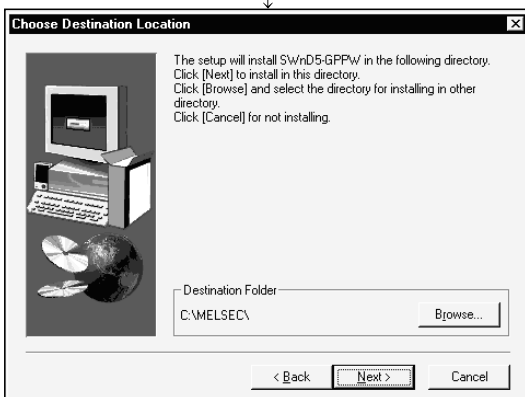 Choose Destination Location
The setup will install SWnD5-GPPW in the following directory.
Click [Next] to install in this directory.
Click [Browse] and select the directory for installing in other
directory.
Click [Cancel] for not installing.
Destination Folder
C:\MELSEC\
Browse...
< Back
Next >
Cancel